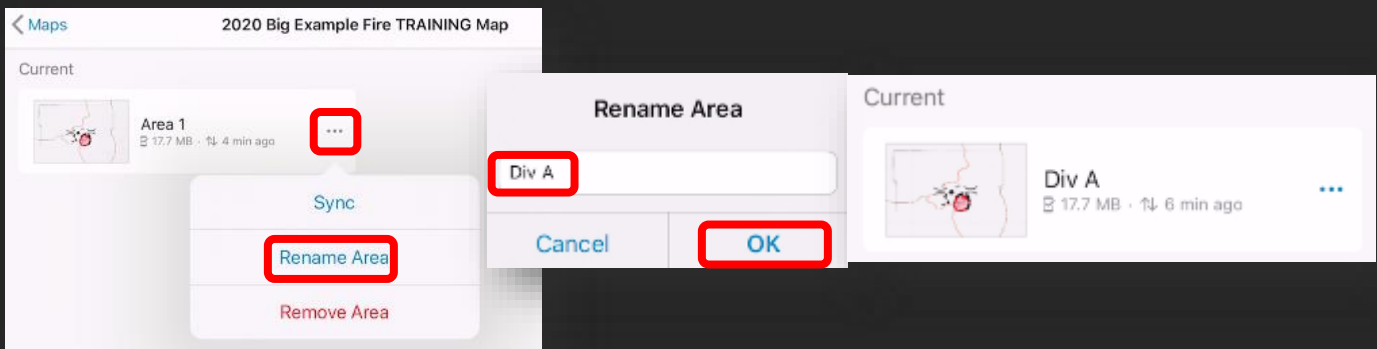 Maps
2020 Big Example Fire TRAINING Map
Current
Area 1
17.7 MB · 4 min ago
Sync
Rename Area
Remove Area
Rename Area
Div A
Cancel
OK
Current
Div A
17.7 MB · 6 min ago